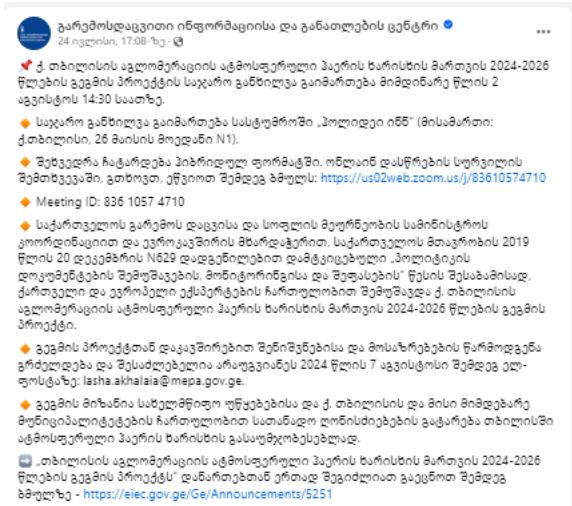 გარემოსდაცვითი ინფორმაციისა და განათლების ცენტრი
24 ივლისი, 17:08-ზე ·
📌 ქ. თბილისის აგლომერაციის ატმოსფერული ჰაერის ხარისხის მართვის 2024-2026
წლების გეგმის პროექტის საჯარო განხილვა გაიმართება მიმდინარე წლის 2
აგვისტოს 14:30 საათზე.
🔸 საჯარო განხილვა გაიმართება სასტუმროში „ჰოლიდეი ინნ“ (მისამართი:
ქ.თბილისი, 26 მაისის მოედანი N1).
🔸 შეხვედრა ჩატარდება ჰიბრიდულ ფორმატში. ონლაინ დასწრების სურვილის
შემთხვევაში, გთხოვთ, ეწვიოთ შემდეგ ბმულს: https://us02web.zoom.us/j/83610574710
🔸 Meeting ID: 836 1057 4710
🔸 საქართველოს გარემოს დაცვისა და სოფლის მეურნეობის სამინისტროს
კოორდინაციით და ევროკავშირის მხარდაჭერით, საქართველოს მთავრობის 2019
წლის 20 დეკემბრის N629 დადგენილებით დამტკიცებული „პოლიტიკის
დოკუმენტების შემუშავების, მონიტორინგისა და შეფასების“ წესის შესაბამისად,
ქართველი და ევროპელი ექსპერტების ჩართულობით შემუშავდა ქ. თბილისის
აგლომერაციის ატმოსფერული ჰაერის ხარისხის მართვის 2024-2026 წლების გეგმის
პროექტი.
🔸 გეგმის პროექტთან დაკავშირებით შენიშვნებისა და მოსაზრებების წარმოდგენა
გრძელდება და შესაძლებელია არაუგვიანეს 2024 წლის 7 აგვისტოსი შემდეგ ელ-
ფოსტაზე: lasha.akhalaia@mepa.gov.ge.
🔸 გეგმის მიზანია სახელმწიფო უწყებებისა და ქ. თბილისის და მისი მიმდებარე
მუნიციპალიტეტების ჩართულობით სათანადო ღონისძიებების გატარება თბილისში
ატმოსფერული ჰაერის ხარისხის გასაუმჯობესებლად.
➡️ „თბილისის აგლომერაციის ატმოსფერული ჰაერის ხარისხის მართვის 2024-2026
წლების გეგმის პროექტს“ დანართებთან ერთად შეგიძლიათ გაეცნოთ შემდეგ
ბმულზე - https://eiec.gov.ge/Ge/Announcements/5251